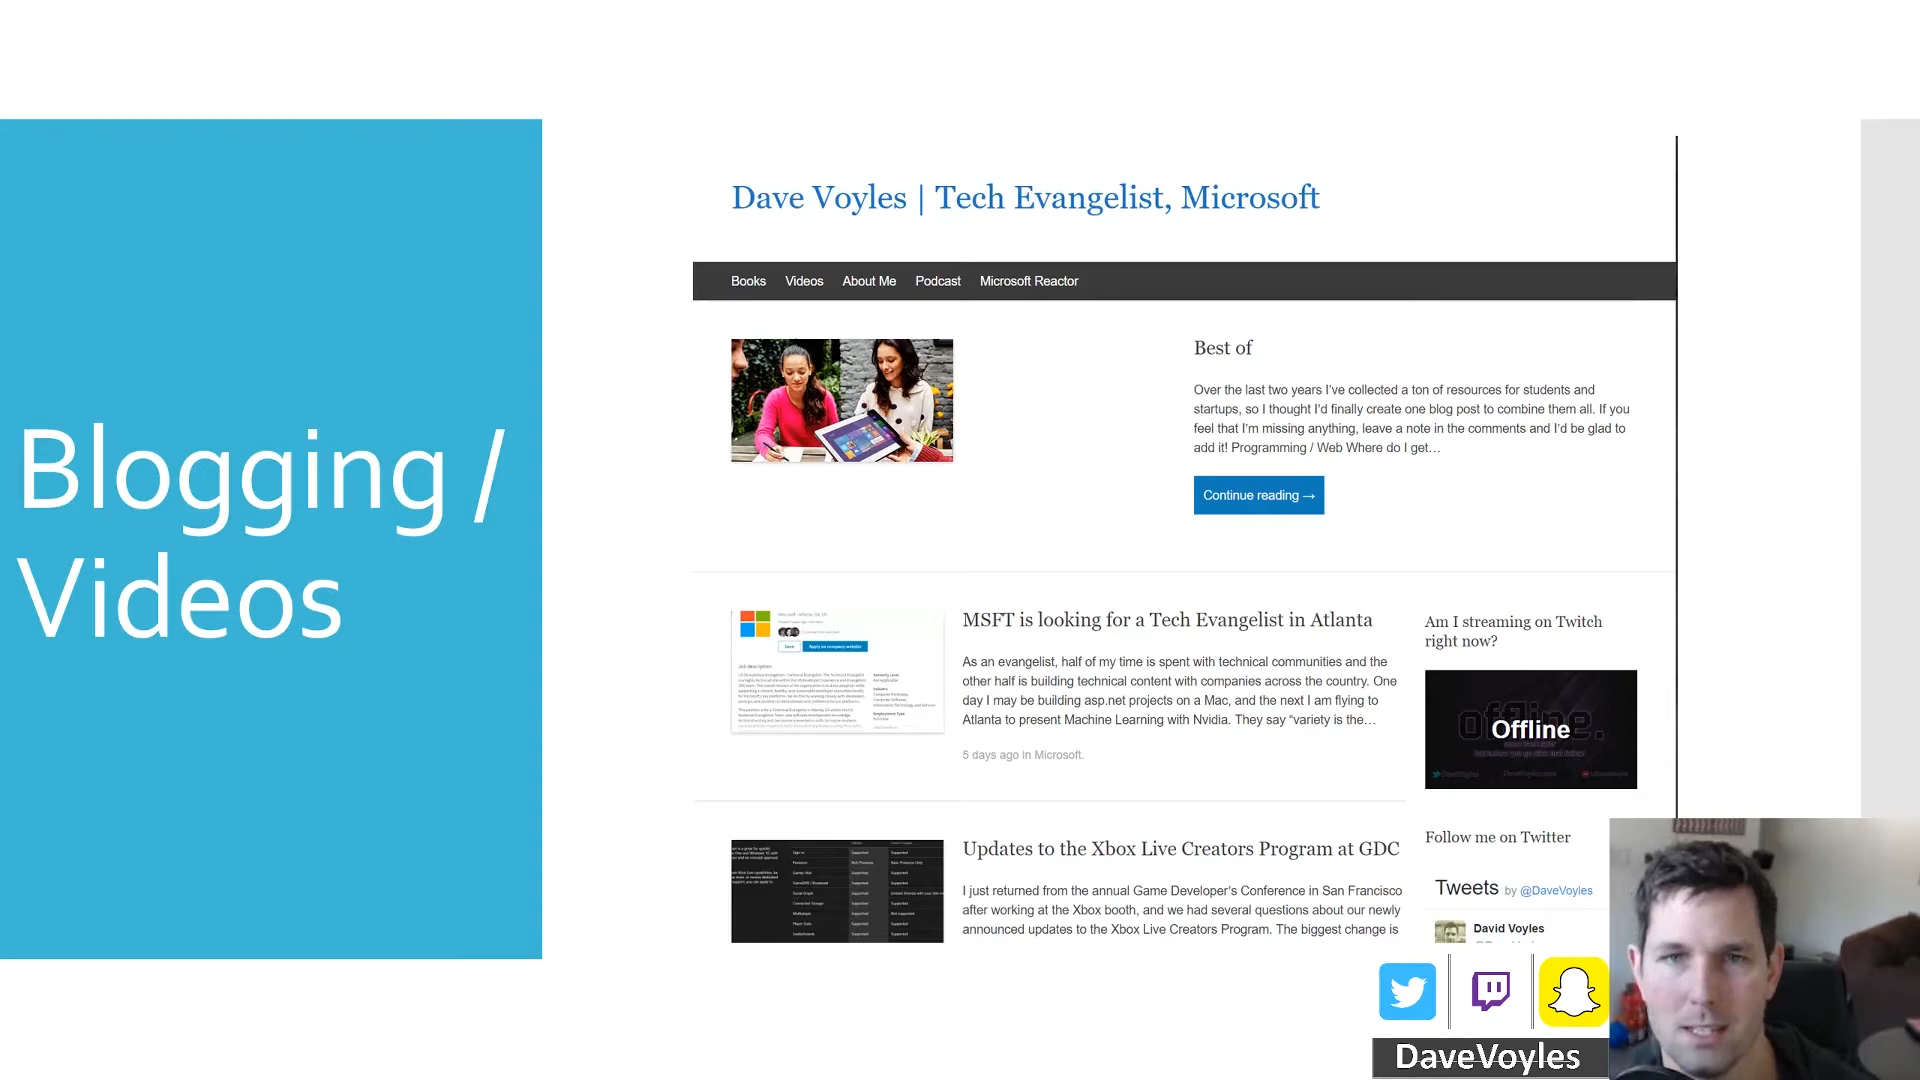 Blogging /
Videos
Dave Voyles | Tech Evangelist, Microsoft
Books Videos About Me Podcast Microsoft Reactor
Best of
Over the last two years I've collected a ton of resources for students and
startups, so I thought I'd finally create one blog post to combine them all. If you
feel that I'm missing anything, leave a note in the comments and I'd be glad to
add it! Programming / Web Where do I get…
Continue reading →
MSFT is looking for a Tech Evangelist in Atlanta
As an evangelist, half of my time is spent with technical communities and the
other half is building technical content with companies across the country. One
day I may be building asp.net projects on a Mac, and the next I am flying to
Atlanta to present Machine Learning with Nvidia. They say “variety is the…
5 days ago in Microsoft.
Save
Apply on company website
Job description
Am I streaming on Twitch
right now?
offline.
Offline
Updates to the Xbox Live Creators Program at GDC
I just returned from the annual Game Developer's Conference in San Francisco
after working at the Xbox booth, and we had several questions about our newly
announced updates to the Xbox Live Creators Program. The biggest change is
Follow me on Twitter
Tweets by @DaveVoyles
David Voyles
DaveVoyles